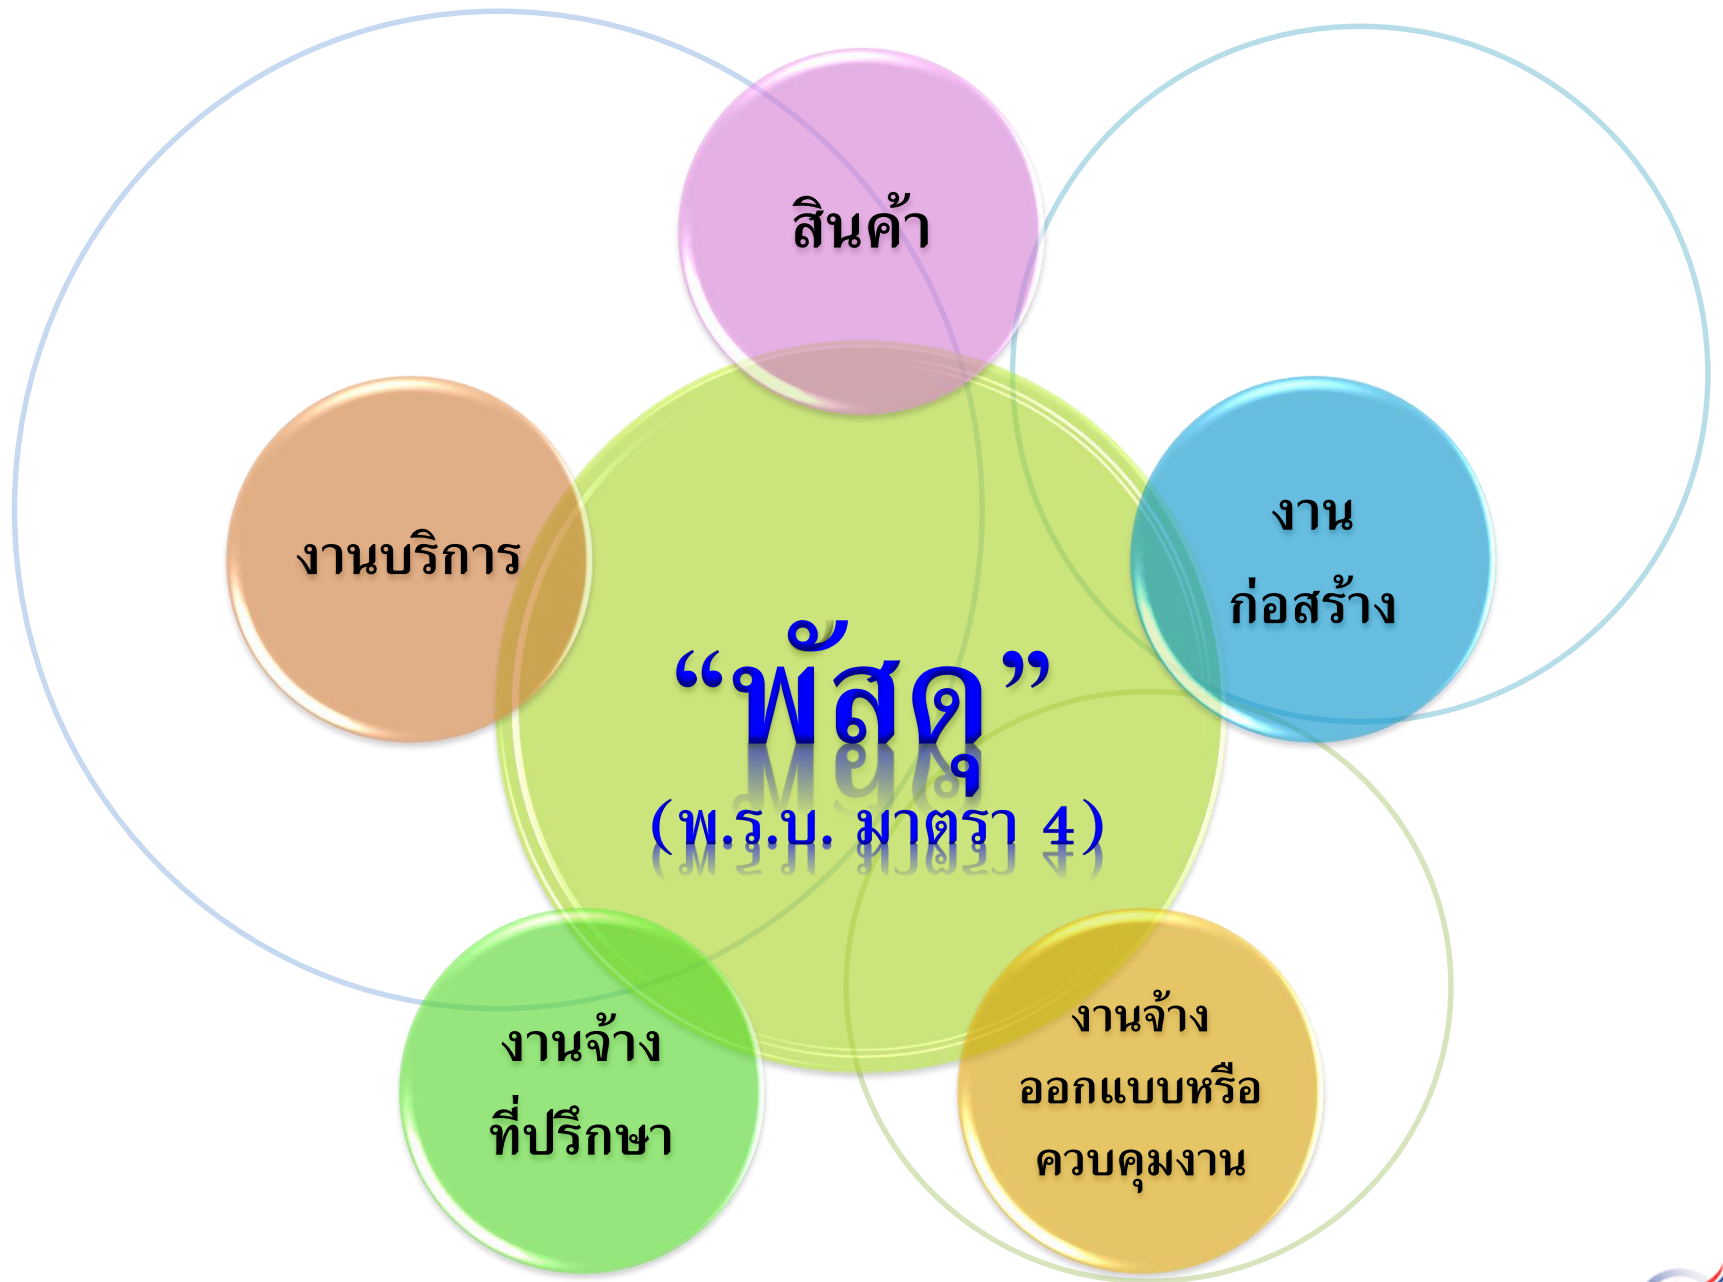 สินค้า
งานบริการ
งาน
ก่อสร้าง
“พัสดุ”
(พ.ร.บ. มาตรา 4)
งานจ้าง
ที่ปรึกษา
งานจ้าง
ออกแบบหรือ
ควบคุมงาน